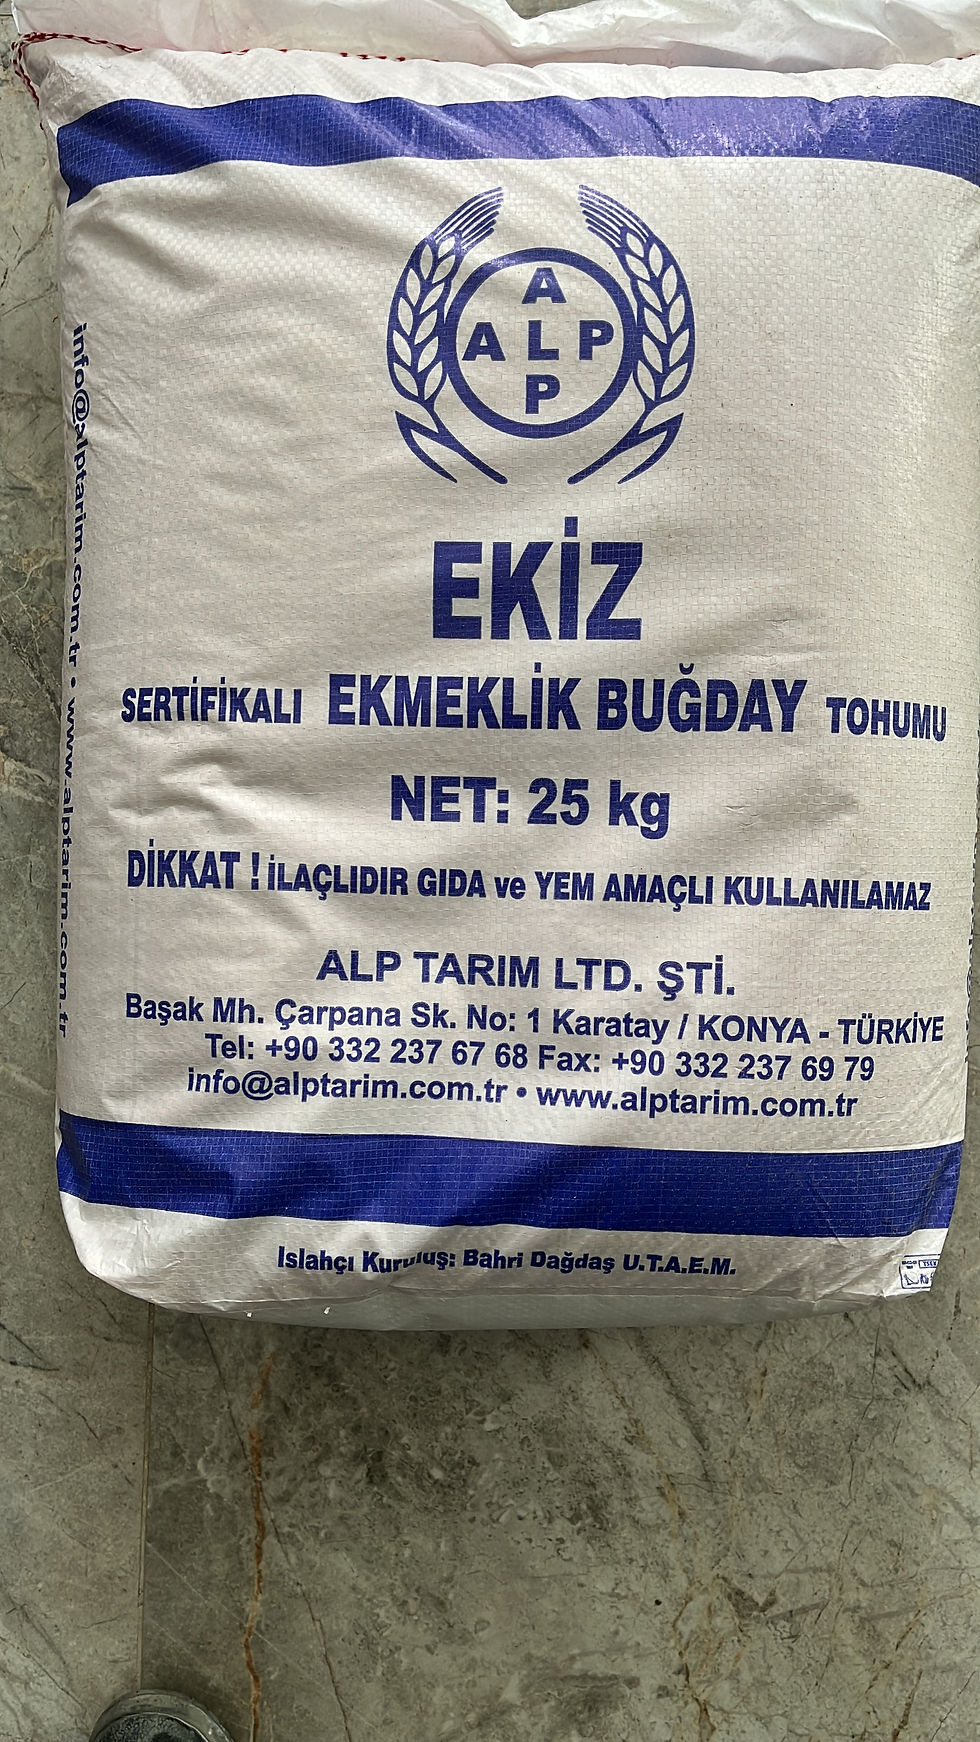 A
ALP
P
EKİZ
SERTİFİKALI EKMEKLİK BUĞDAY TOHUMU
NET: 25 kg
DİKKAT ! İLAÇLIDIR GIDA ve YEM AMAÇLI KULLANILAMAZ
ALP TARIM LTD. ŞTİ.
Başak Mh. Çarpana Sk. No: 1 Karatay / KONYA - TÜRKİYE
Tel: +90 332 237 67 68 Fax: +90 332 237 69 79
info@alptarim.com.tr • www.alptarim.com.tr
Islahçı Kuruluş: Bahri Dağdaş U.T.A.E.M.
info@alptarim.com.tr • www.alptarim.com.tr